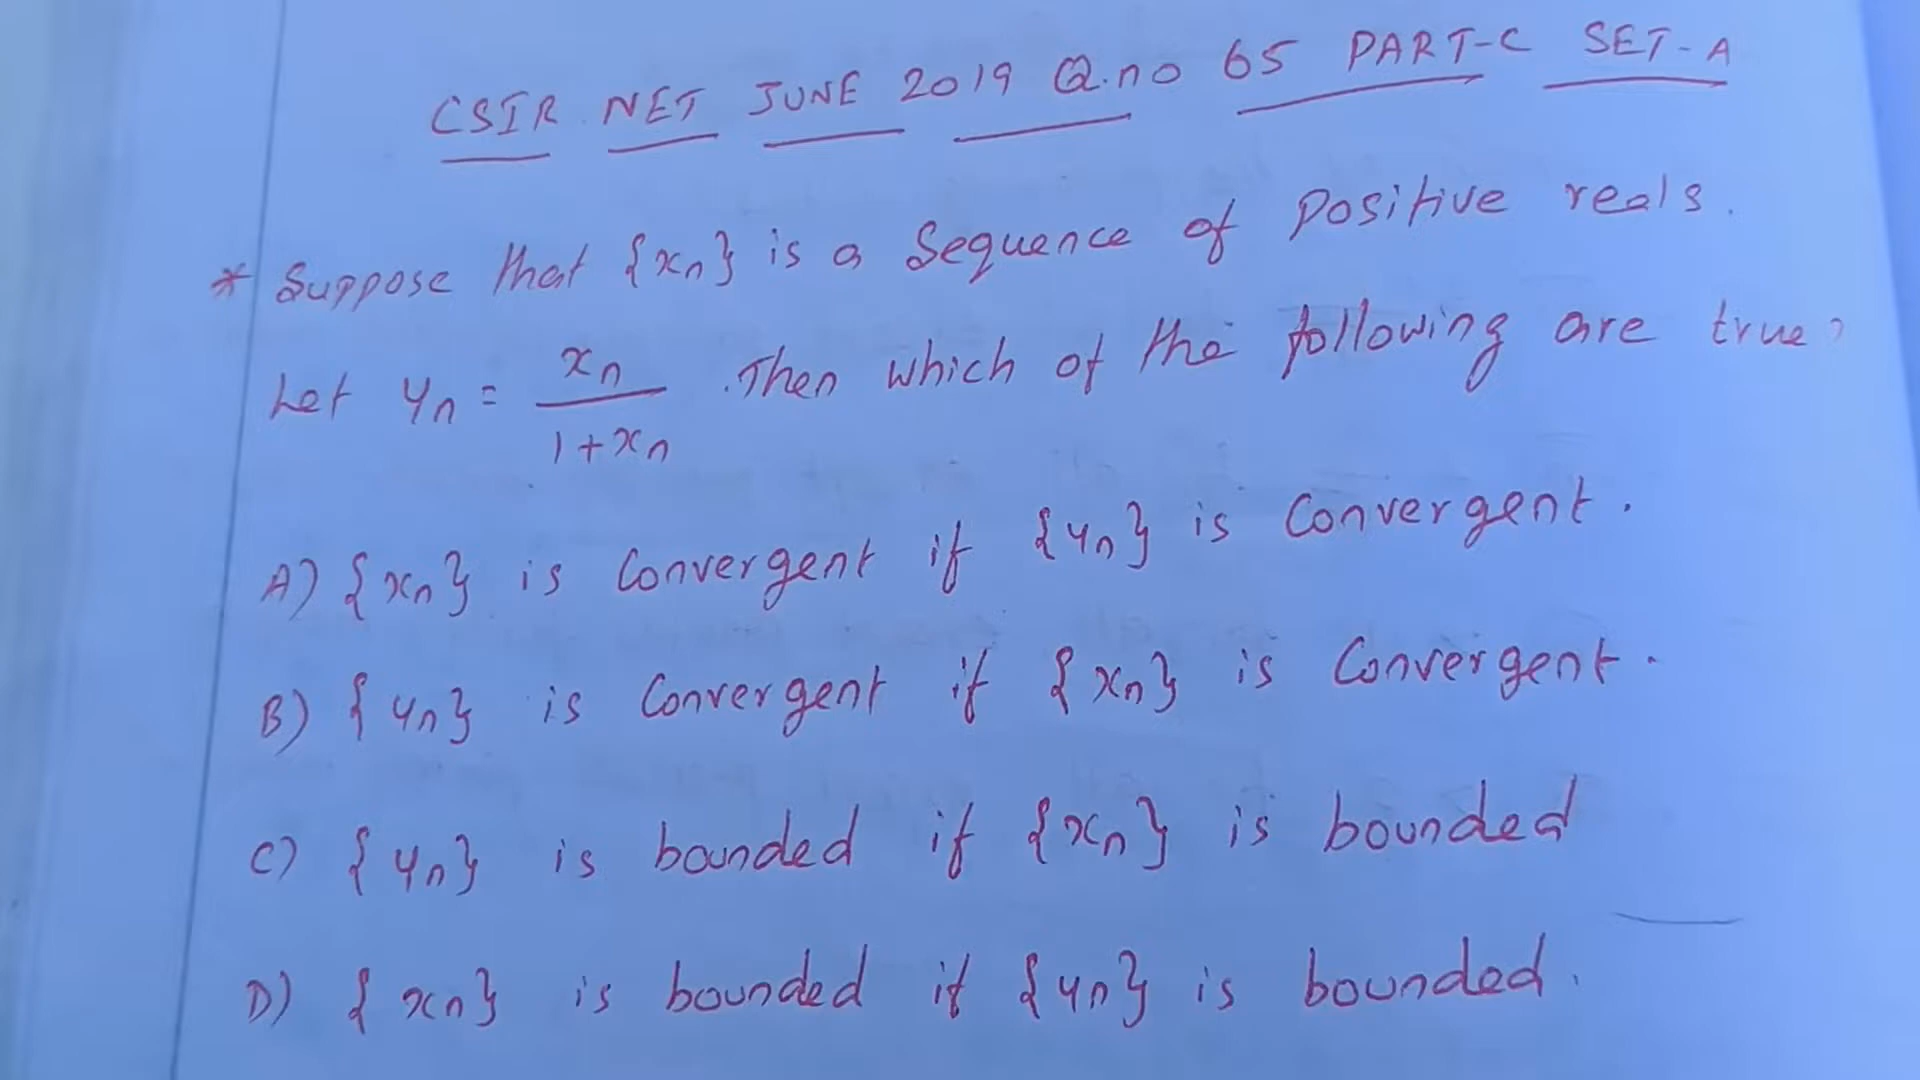 CSIR NET JUNE 2019 Q.no 65 PART-C SET-A
* Suppose that {xn} is a Sequence of positive reals.
Let yn = xn / 1+xn . Then which of the following are true?
A) {xn} is Convergent if {yn} is Convergent.
B) {yn} is Convergent if {xn} is Convergent.
C) {yn} is bounded if {xn} is bounded
D) {xn} is bounded if {yn} is bounded.